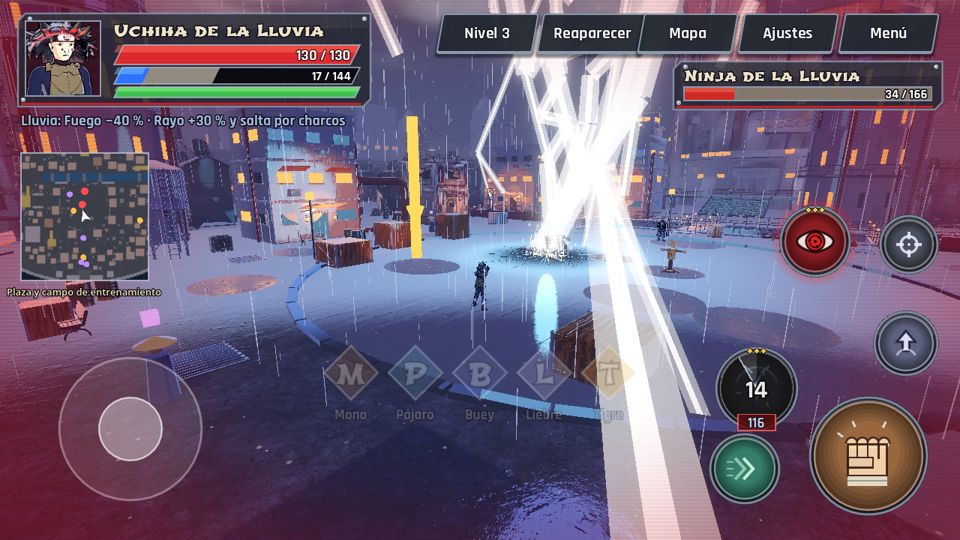 Uchiha de la Lluvia
130 / 130
17 / 144
Lluvia: Fuego −40 % · Rayo +30 % y salta por charcos
Nivel 3
Reaparecer
Mapa
Ajustes
Menú
Ninja de la Lluvia
34 / 166
Plaza y campo de entrenamiento
M P B L T
Mono Pájaro Buey Liebre Tigre
14
116